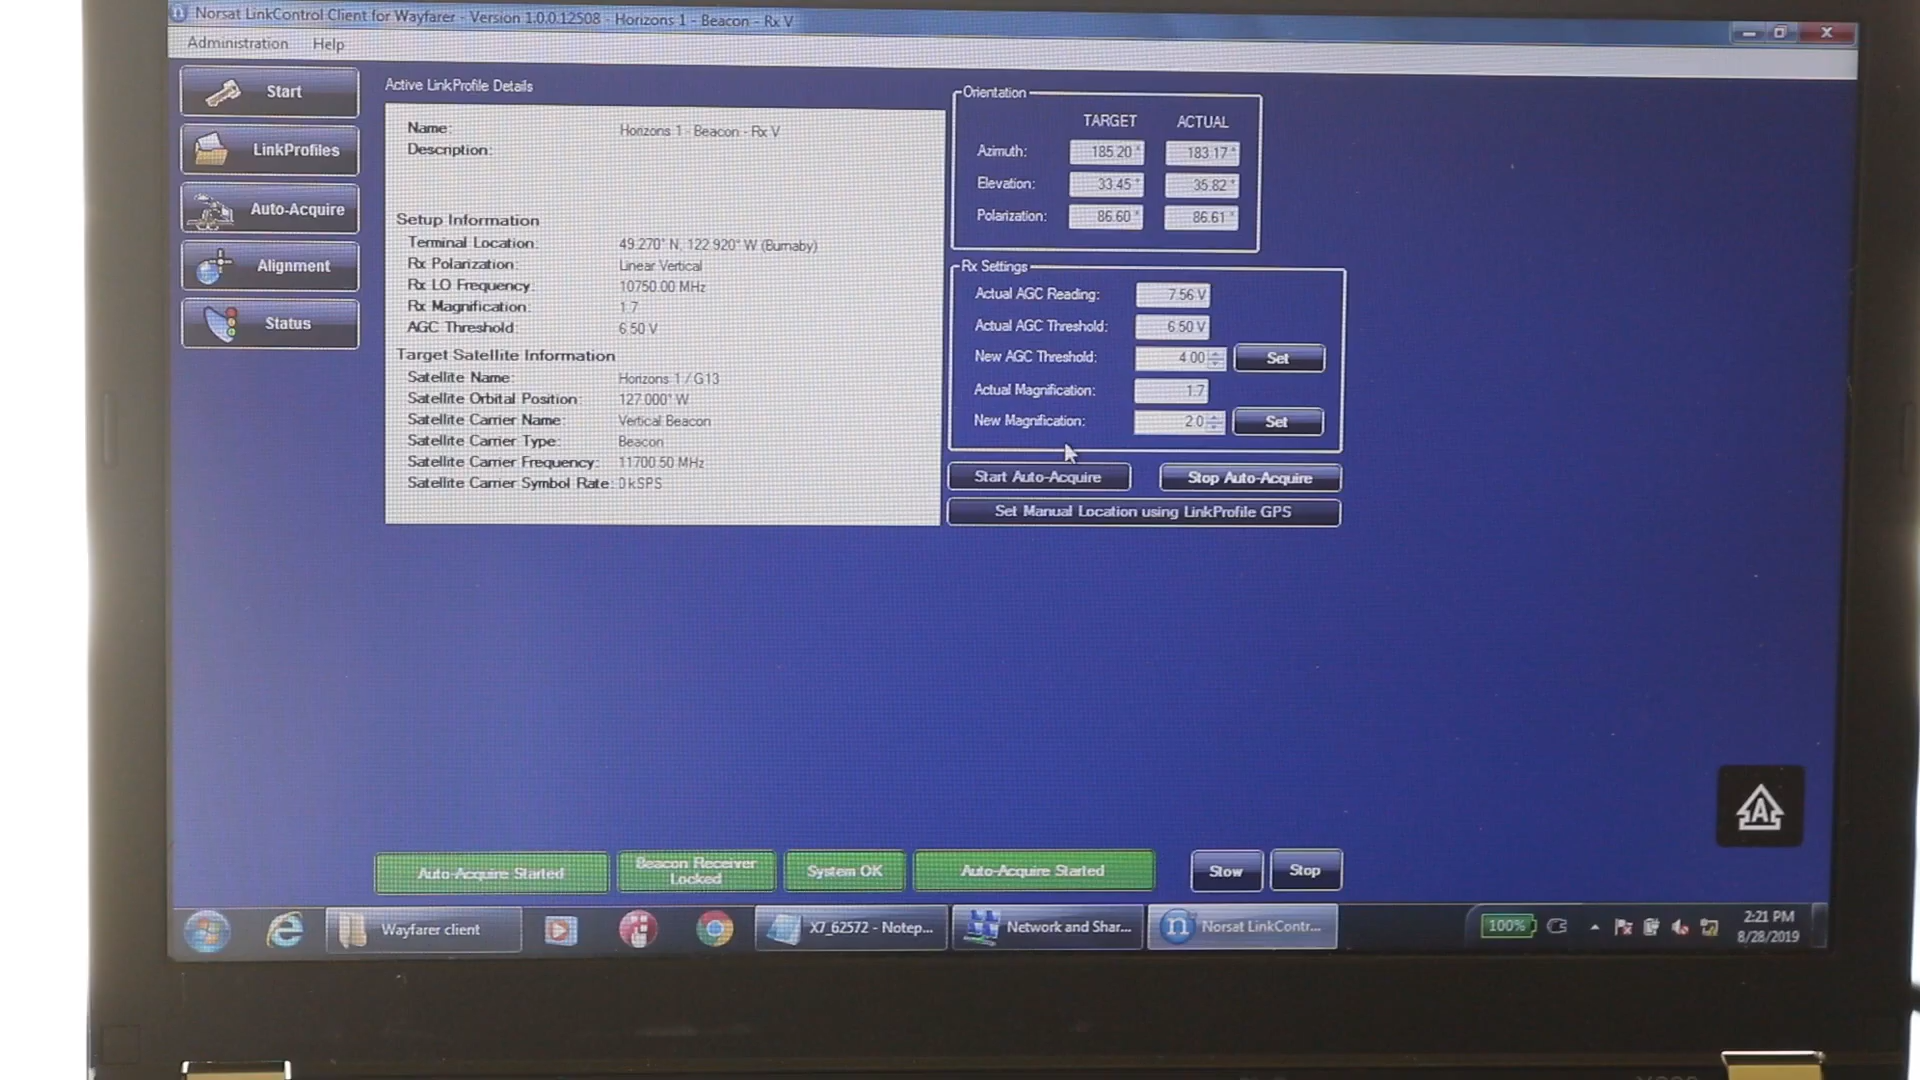 Norsat LinkControl Client for Wayfarer - Version 1.0.0.12508 - Horizons 1 - Beacon - Rx V
Administration Help
Start
LinkProfiles
Auto-Acquire
Alignment
Status
Active LinkProfile Details
Name: Horizons 1 - Beacon - Rx V
Description:
Setup Information
Terminal Location: 49.270° N, 122.920° W (Burnaby)
Rx Polarization: Linear Vertical
Rx LO Frequency: 10750.00 MHz
Rx Magnification: 1.7
AGC Threshold: 6.50 V
Target Satellite Information
Satellite Name: Horizons 1 / G13
Satellite Orbital Position: 127.000° W
Satellite Carrier Name: Vertical Beacon
Satellite Carrier Type: Beacon
Satellite Carrier Frequency: 11700.50 MHz
Satellite Carrier Symbol Rate: 0 kSPS
Orientation
TARGET ACTUAL
Azimuth: 185.20 ° 183.17 °
Elevation: 33.45 ° 35.82 °
Polarization: 86.60 ° 86.61 °
Rx Settings
Actual AGC Reading: 7.56 V
Actual AGC Threshold: 6.50 V
New AGC Threshold: 4.00 Set
Actual Magnification: 1.7
New Magnification: 2.0 Set
Start Auto-Acquire Stop Auto-Acquire
Set Manual Location using LinkProfile GPS
A
Auto-Acquire Started
Beacon Receiver
Locked
System OK
Auto-Acquire Started
Stow
Stop
Wayfarer client
X7_62572 - Notep...
Network and Shar...
n Norsat LinkContr...
100%
2:21 PM
8/28/2019